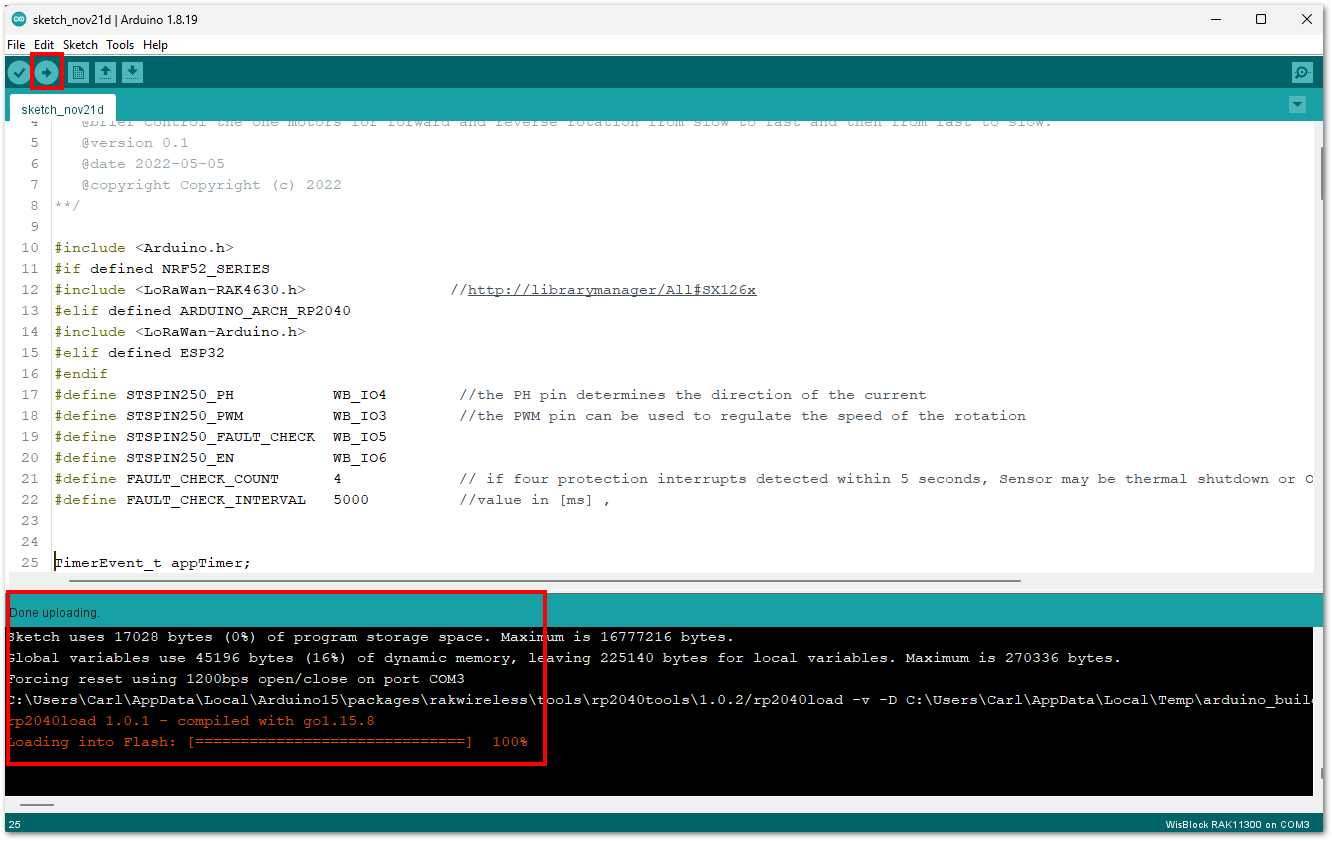 sketch_nov21d | Arduino 1.8.19
File Edit Sketch Tools Help
sketch_nov21d
4 @brief Control the one motors for forward and reverse rotation from slow to fast and then from fast to slow.
5 @version 0.1
6 @date 2022-05-05
7 @copyright Copyright (c) 2022
8 **/
9
10 #include <Arduino.h>
11 #if defined NRF52_SERIES
12 #include <LoRaWan-RAK4630.h> //http://librarymanager/All#SX126x
13 #elif defined ARDUINO_ARCH_RP2040
14 #include <LoRaWan-Arduino.h>
15 #elif defined ESP32
16 #endif
17 #define STSPIN250_PH WB_IO4 //the PH pin determines the direction of the current
18 #define STSPIN250_PWM WB_IO3 //the PWM pin can be used to regulate the speed of the rotation
19 #define STSPIN250_FAULT_CHECK WB_IO5
20 #define STSPIN250_EN WB_IO6
21 #define FAULT_CHECK_COUNT 4 // if four protection interrupts detected within 5 seconds, Sensor may be thermal shutdown or O
22 #define FAULT_CHECK_INTERVAL 5000 //value in [ms] ,
23
24
25 TimerEvent_t appTimer;
Done uploading.
Sketch uses 17028 bytes (0%) of program storage space. Maximum is 16777216 bytes.
Global variables use 45196 bytes (16%) of dynamic memory, leaving 225140 bytes for local variables. Maximum is 270336 bytes.
Forcing reset using 1200bps open/close on port COM3
C:\Users\Carl\AppData\Local\Arduino15\packages\rakwireless\tools\rp2040tools\1.0.2/rp2040load -v -D C:\Users\Carl\AppData\Local\Temp\arduino_buil
rp2040load 1.0.1 - compiled with go1.15.8
Loading into Flash: [==============================] 100%
25
WisBlock RAK11300 on COM3